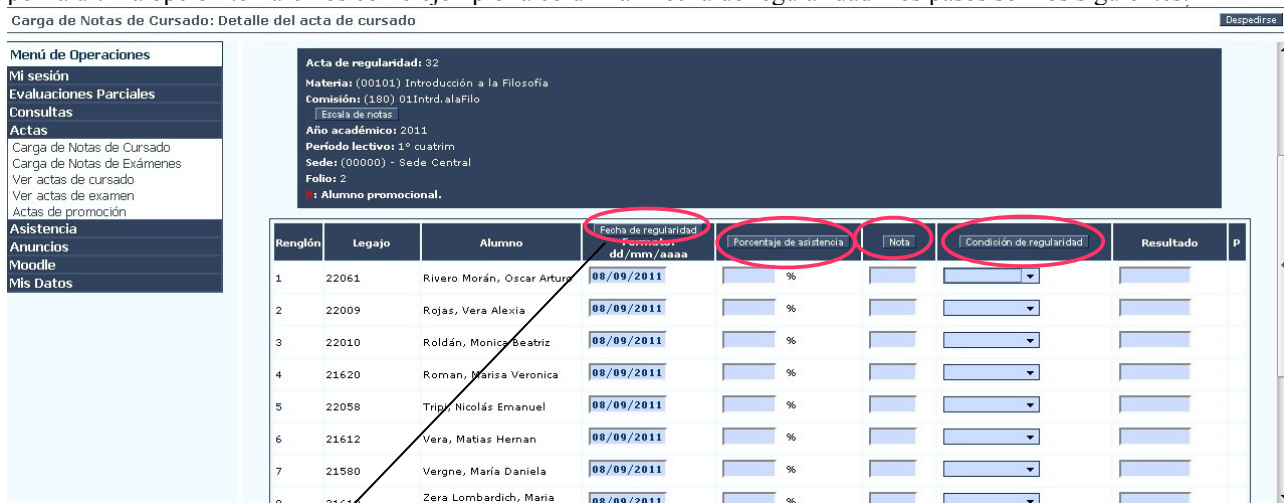 Carga de Notas de Cursado: Detalle del acta de cursado
Despedirse
Menú de Operaciones
Mi sesión
Evaluaciones Parciales
Consultas
Actas
Carga de Notas de Cursado
Carga de Notas de Exámenes
Ver actas de cursado
Ver actas de examen
Actas de promoción
Asistencia
Anuncios
Moodle
Mis Datos
Acta de regularidad: 32
Materia: (00101) Introducción a la Filosofía
Comisión: (180) 01Intrd.alaFilo
Escala de notas
Año académico: 2011
Período lectivo: 1º cuatrim
Sede: (00000) - Sede Central
Folio: 2
: Alumno promocional.
Renglón Legajo Alumno Fecha de regularidad Formato: dd/mm/aaaa Porcentaje de asistencia Nota Condición de regularidad Resultado P
1 22061 Rivero Morán, Oscar Arturo 08/09/2011 %
2 22009 Rojas, Vera Alexia 08/09/2011 %
3 22010 Roldán, Monica Beatriz 08/09/2011 %
4 21620 Roman, Marisa Veronica 08/09/2011 %
5 22058 Tripi, Nicolás Emanuel 08/09/2011 %
6 21612 Vera, Matias Hernan 08/09/2011 %
7 21580 Vergne, María Daniela 08/09/2011 %
Zera Lombardich, Maria 08/09/2011 %